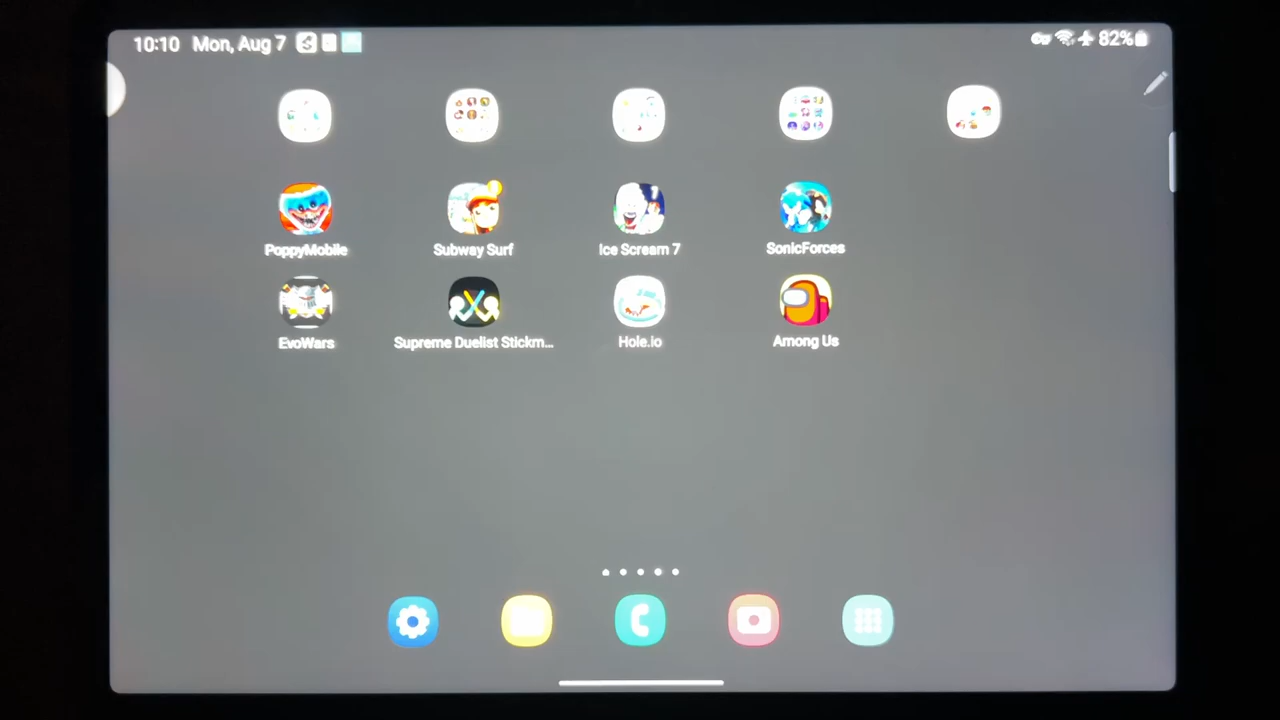 10:10 Mon, Aug 7 82%
PoppyMobile Subway Surf Ice Scream 7 SonicForces
EvoWars Supreme Duelist Stickm... Hole.io Among Us